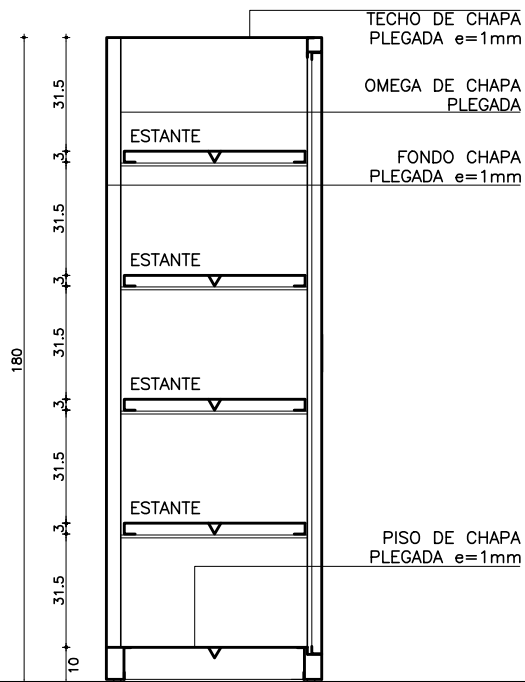 TECHO DE CHAPA
PLEGADA e=1mm
OMEGA DE CHAPA
PLEGADA
FONDO CHAPA
PLEGADA e=1mm
ESTANTE
ESTANTE
ESTANTE
ESTANTE
PISO DE CHAPA
PLEGADA e=1mm
180
31.5
3
31.5
3
31.5
3
31.5
3
31.5
10